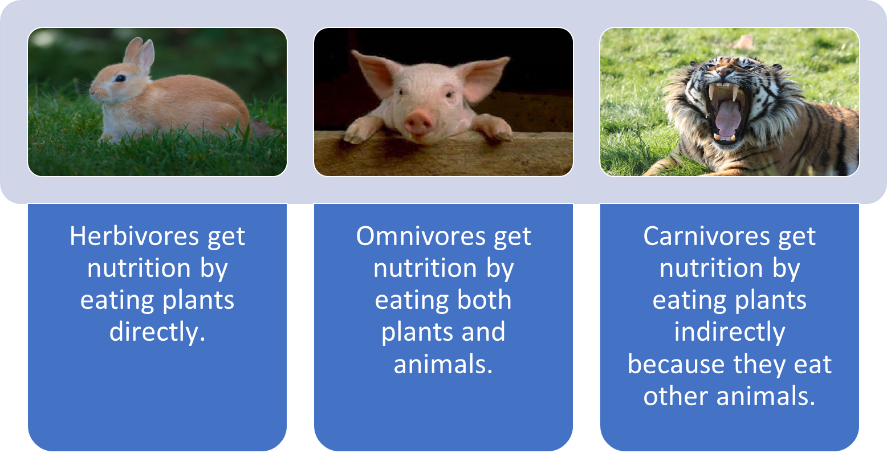 Herbivores get
nutrition by
eating plants
directly.
Omnivores get
nutrition by
eating both
plants and
animals.
Carnivores get
nutrition by
eating plants
indirectly
because they eat
other animals.